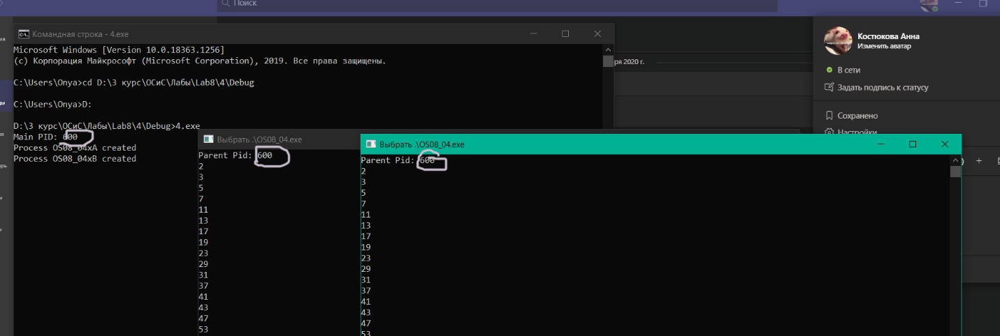 Поиск
Командная строка - 4.exe
Microsoft Windows [Version 10.0.18363.1256]
(c) Корпорация Майкрософт (Microsoft Corporation), 2019. Все права защищены.
C:\Users\Onya>cd D:\3 курс\ОСиС\Лабы\Lab8\4\Debug
C:\Users\Onya>D:
D:\3 курс\ОСиС\Лабы\Lab8\4\Debug>4.exe
Main PID: 600
Process OS08_04xA created
Process OS08_04xB created
Выбрать .\OS08_04.exe
Parent Pid: 600
2
3
5
7
11
13
17
19
23
29
31
37
41
43
47
53
Выбрать .\OS08_04.exe
Parent Pid: 600
2
3
5
7
11
13
17
19
23
29
31
37
41
43
47
53
2020 г.
Костюкова Анна
Изменить аватар
В сети
Задать подпись к статусу
Сохранено
Настройки